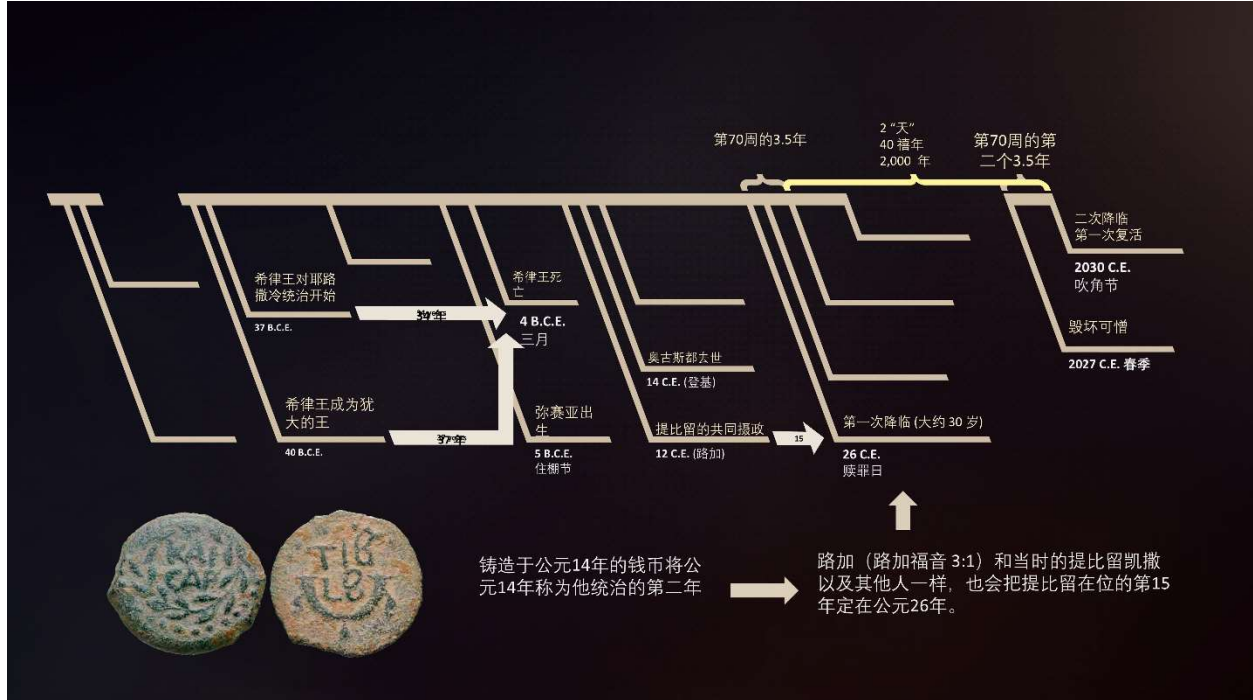 第70周的3.5年
2 “天”
40 禧年
2,000 年
第70周的第
二个3.5年
二次降临
第一次复活
2030 C.E.
吹角节
毁坏可憎
2027 C.E. 春季
希律王对耶路
撒冷统治开始
37 B.C.E.
希律王死
亡
4 B.C.E.
三月
奥古斯都去世
14 C.E. (登基)
希律王成为犹
大的王
40 B.C.E.
37年
弥赛亚出
生
5 B.C.E.
住棚节
提比留的共同摄政
12 C.E. (路加)
15
第一次降临 (大约 30 岁)
26 C.E.
赎罪日
铸造于公元14年的钱币将公
元14年称为他统治的第二年
路加（路加福音 3:1）和当时的提比留凯撒
以及其他人一样，也会把提比留在位的第15
年定在公元26年。